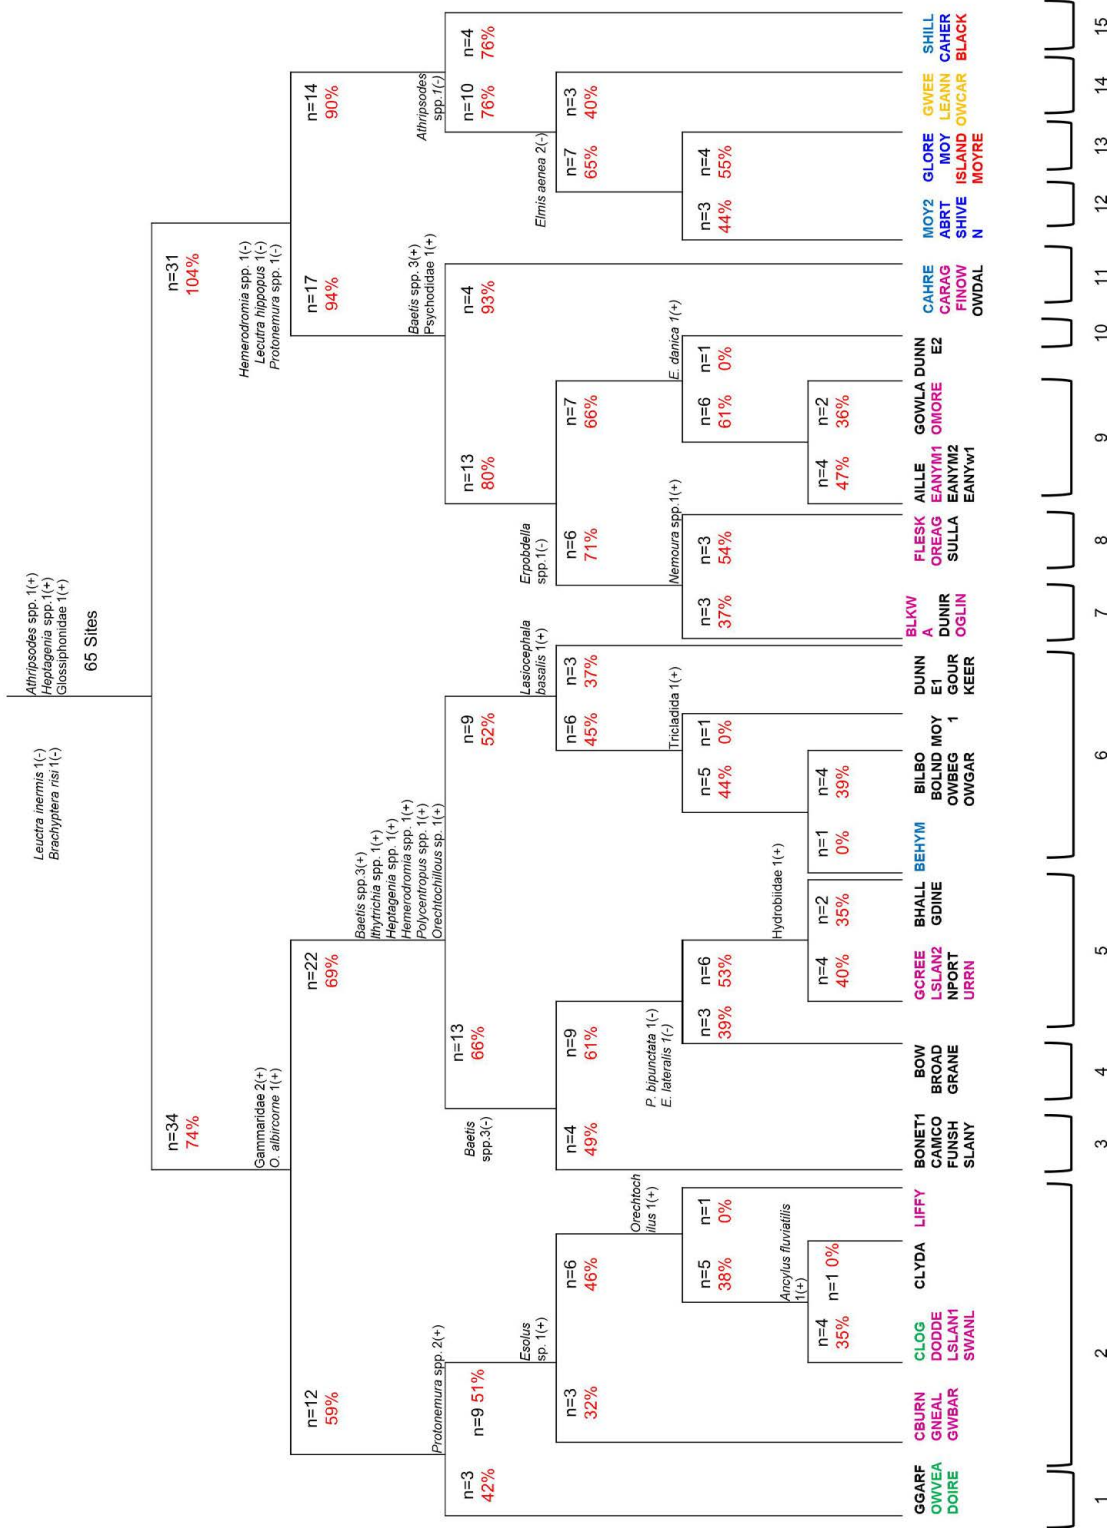 Leuctra inermis 1(-)
Brachyptera risi 1(-)
Athripsodes spp. 1(+)
Heptagenia spp.1(+)
Glossiphonidae 1(+)
65 Sites
n=34
74%
n=31
104%
Gammaridae 2(+)
O. albircorne 1(+)
Hemerodromia spp. 1(-)
Lecutra hippopus 1(-)
Protonemura spp. 1(-)
n=12
59%
n=22
69%
n=17
94%
n=14
90%
Protonemura spp. 2(+)
Baetis spp.3(+)
Ithytrichia spp. 1(+)
Heptagenia spp. 1(+)
Hemerodromia spp. 1(+)
Polycentropus spp. 1(+)
Orechtochillous sp. 1(+)
Baetis spp. 3(+)
Psychodidae 1(+)
Athripsodes
spp.1(-)
n=3
42%
n=9 51%
n=13
66%
n=9
52%
n=13
80%
n=4
93%
n=10
76%
n=4
76%
Esolus
sp. 1(+)
Baetis
spp.3(-)
Lasiocephala
basalis 1(+)
Erpobdella
spp.1(-)
Elmis aenea 2(-)
n=3
32%
n=6
46%
n=4
49%
n=9
61%
n=6
45%
n=3
37%
n=6
71%
n=7
66%
n=7
65%
n=3
40%
Orechtoch
ilus 1(+)
P. bipunctata 1(-)
E. lateralis 1(-)
Tricladida 1(+)
Nemoura spp.1(+)
E. danica 1(+)
n=5
38%
n=1
0%
n=3
39%
n=6
53%
n=5
44%
n=1
0%
n=3
37%
n=3
54%
n=6
61%
n=1
0%
n=3
44%
n=4
55%
Ancylus fluviatilis
1(+)
Hydrobiidae 1(+)
n=4
35%
n=1 0%
n=4
40%
n=2
35%
n=1
0%
n=4
39%
n=4
47%
n=2
36%
GGARF
OWVEA
DOIRE
CBURN
GNEAL
GWBAR
CLOG
DODDE
LSLAN1
SWANL
CLYDA
LIFFY
BONET1
CAMCO
FUNSH
SLANY
BOW
BROAD
GRANE
GCREE
LSLAN2
NPORT
URRN
BHALL
GDINE
BEHYM
BILBO
BOLND
OWBEG
OWGAR
MOY
1
DUNN
E1
GOUR
KEER
BLKW
A
DUNIR
OGLIN
FLESK
OREAG
SULLA
AILLE
EANYM1
EANYM2
EANYw1
GOWLA
OMORE
DUNN
E2
CAHRE
CARAG
FINOW
OWDAL
MOY2
ABRT
SHIVE
N
GLORE
MOY
ISLAND
MOYRE
GWEE
LEANN
OWCAR
SHILL
CAHER
BLACK
1
2
3
4
5
6
7
8
9
10
11
12
13
14
15